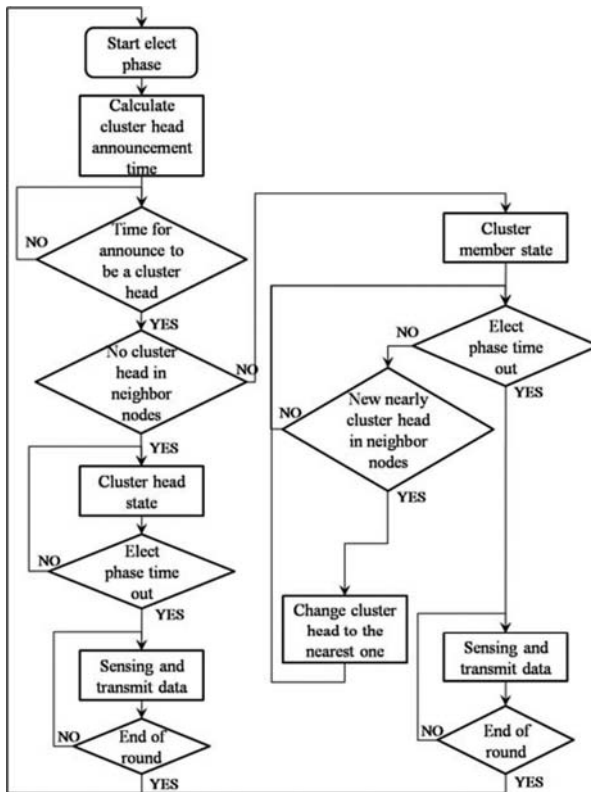 Start elect
phase
Calculate
cluster head
announcement
time
Time for
announce to
be a cluster
head
NO
YES
No cluster
head in
neighbor
nodes
NO
YES
Cluster head
state
Elect
phase time
out
NO
YES
Sensing and
transmit data
End of
round
NO
YES
Cluster
member state
Elect
phase time
out
NO
YES
New nearly
cluster head
in neighbor
nodes
NO
YES
Change cluster
head to the
nearest one
Sensing and
transmit data
End of
round
NO
YES